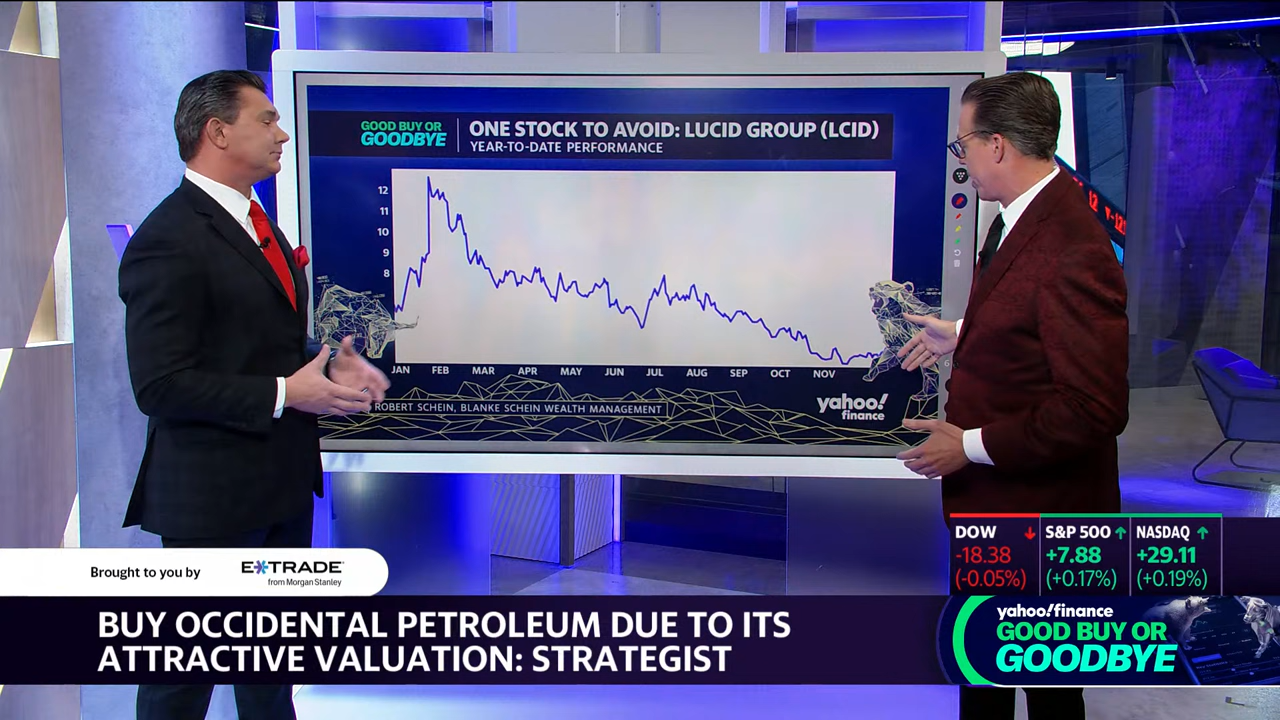 GOOD BUY OR
GOODBYE
ONE STOCK TO AVOID: LUCID GROUP (LCID)
YEAR-TO-DATE PERFORMANCE
12
11
10
9
8
JAN FEB MAR APR MAY JUN JUL AUG SEP OCT NOV
ROBERT SCHEIN, BLANKE SCHEIN WEALTH MANAGEMENT
yahoo!
finance
DOW
-18.38
(-0.05%)
S&P 500
+7.88
(+0.17%)
NASDAQ
+29.11
(+0.19%)
Brought to you by
E*TRADE
from Morgan Stanley
BUY OCCIDENTAL PETROLEUM DUE TO ITS
ATTRACTIVE VALUATION: STRATEGIST
yahoo!finance
GOOD BUY OR
GOODBYE